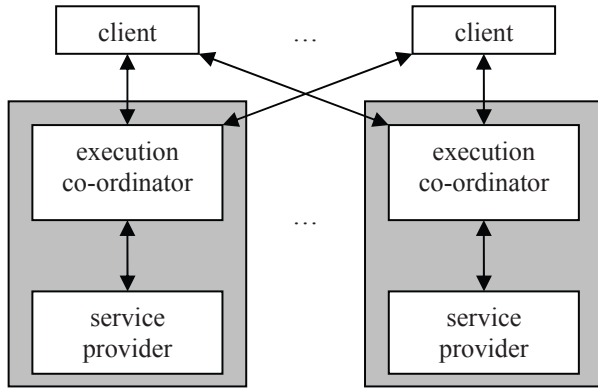 client
…
client
execution
co-ordinator
execution
co-ordinator
…
service
provider
service
provider